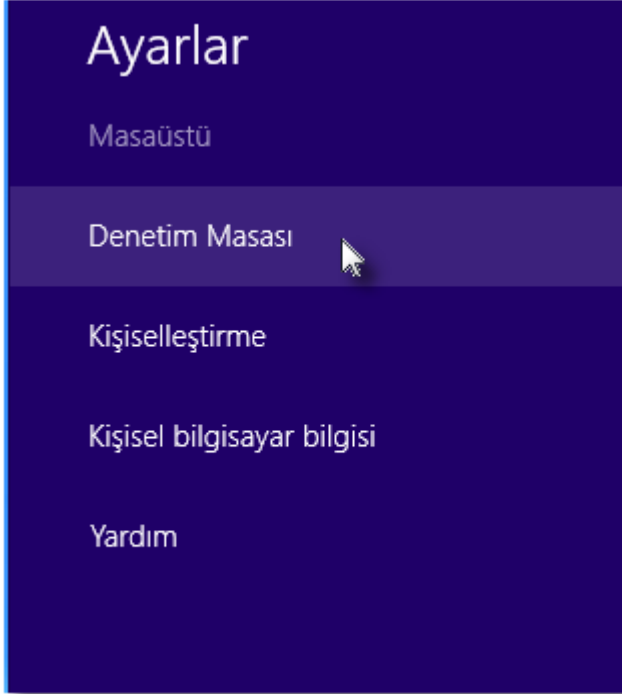 Ayarlar
Masaüstü
Denetim Masası
Kişiselleştirme
Kişisel bilgisayar bilgisi
Yardım